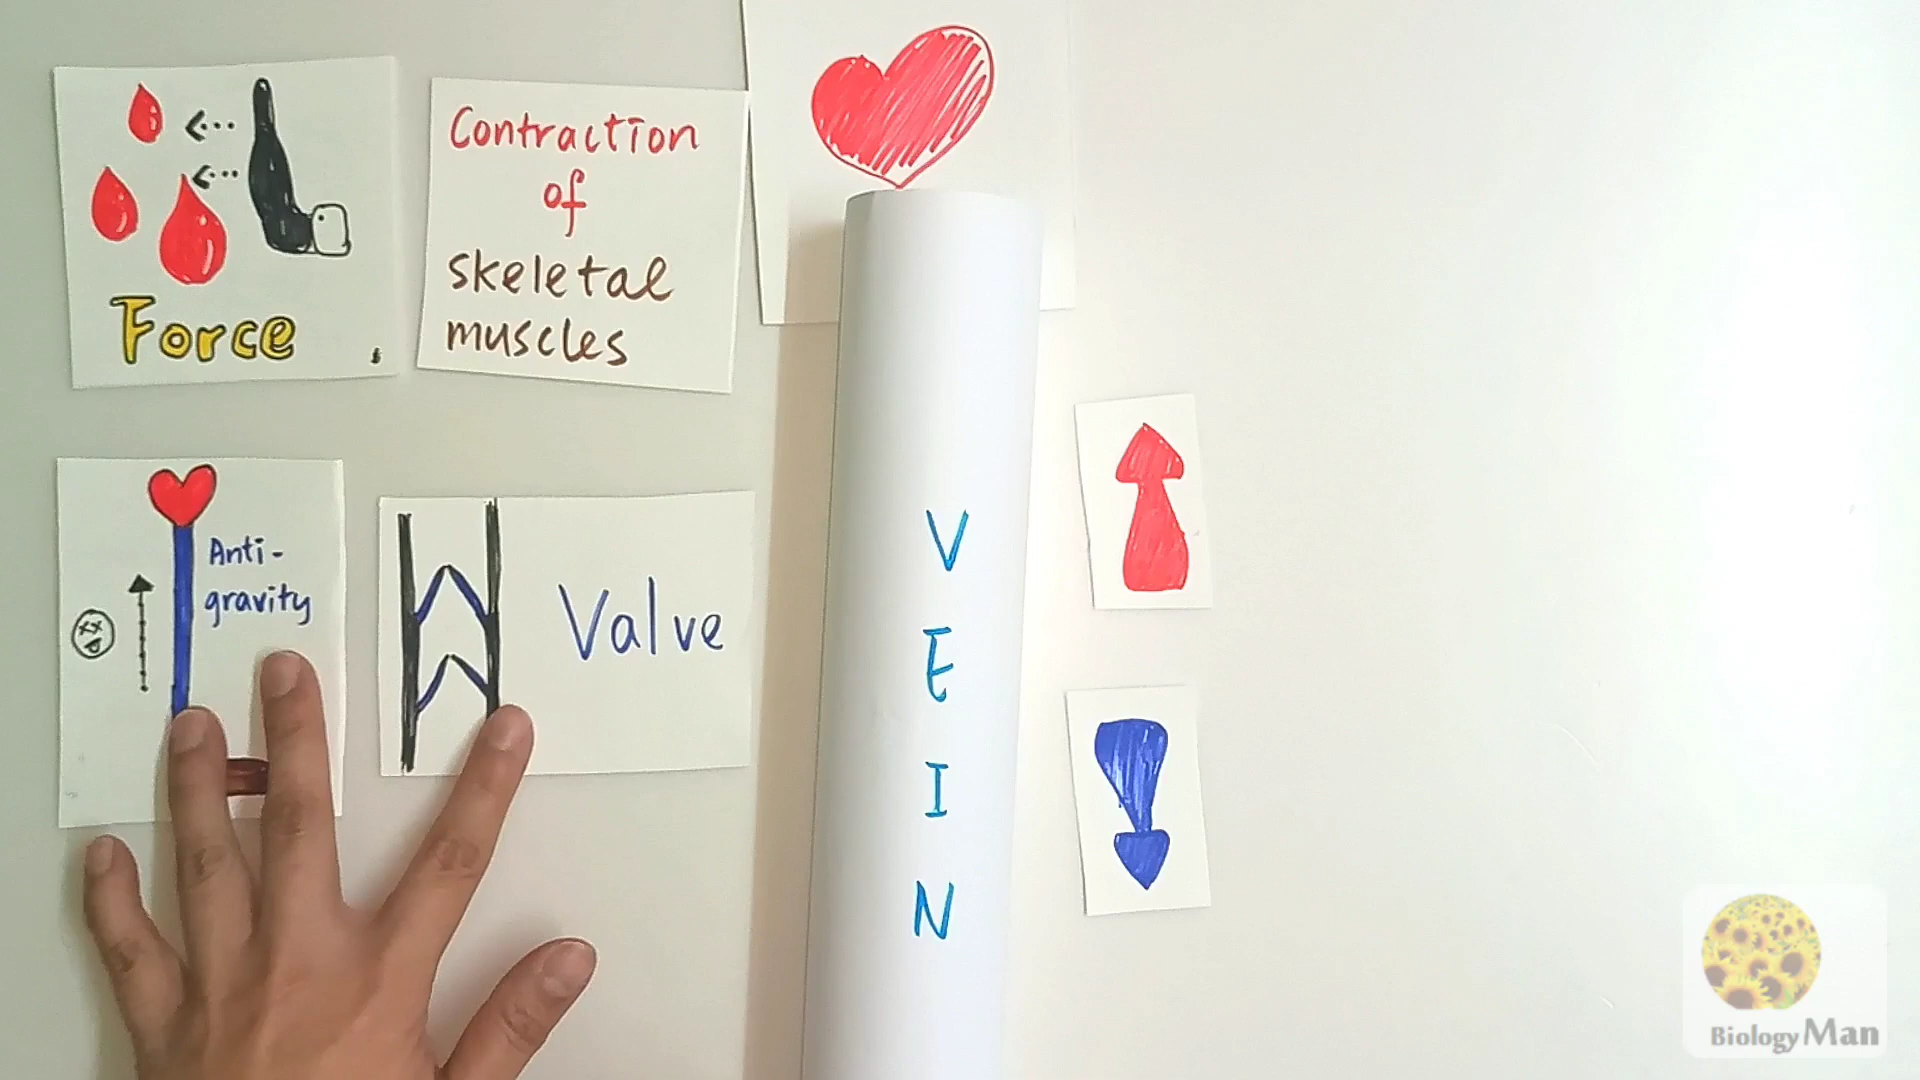 Force
Contraction
of
skeletal
muscles
Anti-
gravity
Valve
V
E
I
N
Biology Man